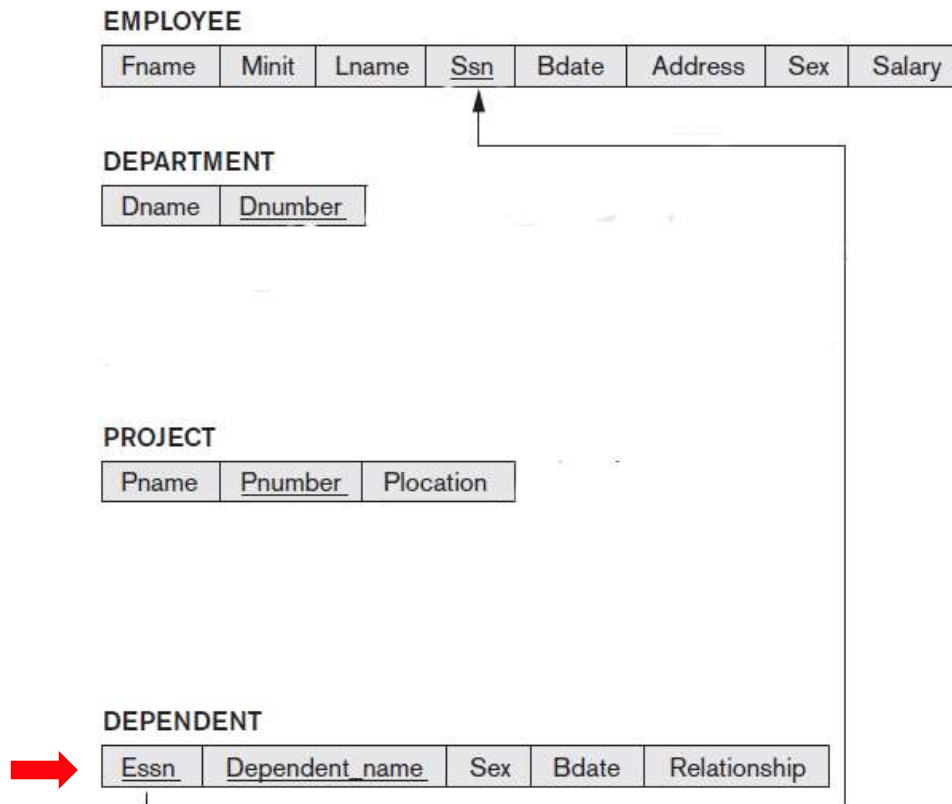 EMPLOYEE
Fname Minit Lname Ssn Bdate Address Sex Salary
DEPARTMENT
Dname Dnumber
PROJECT
Pname Pnumber Plocation
DEPENDENT
Essn Dependent_name Sex Bdate Relationship